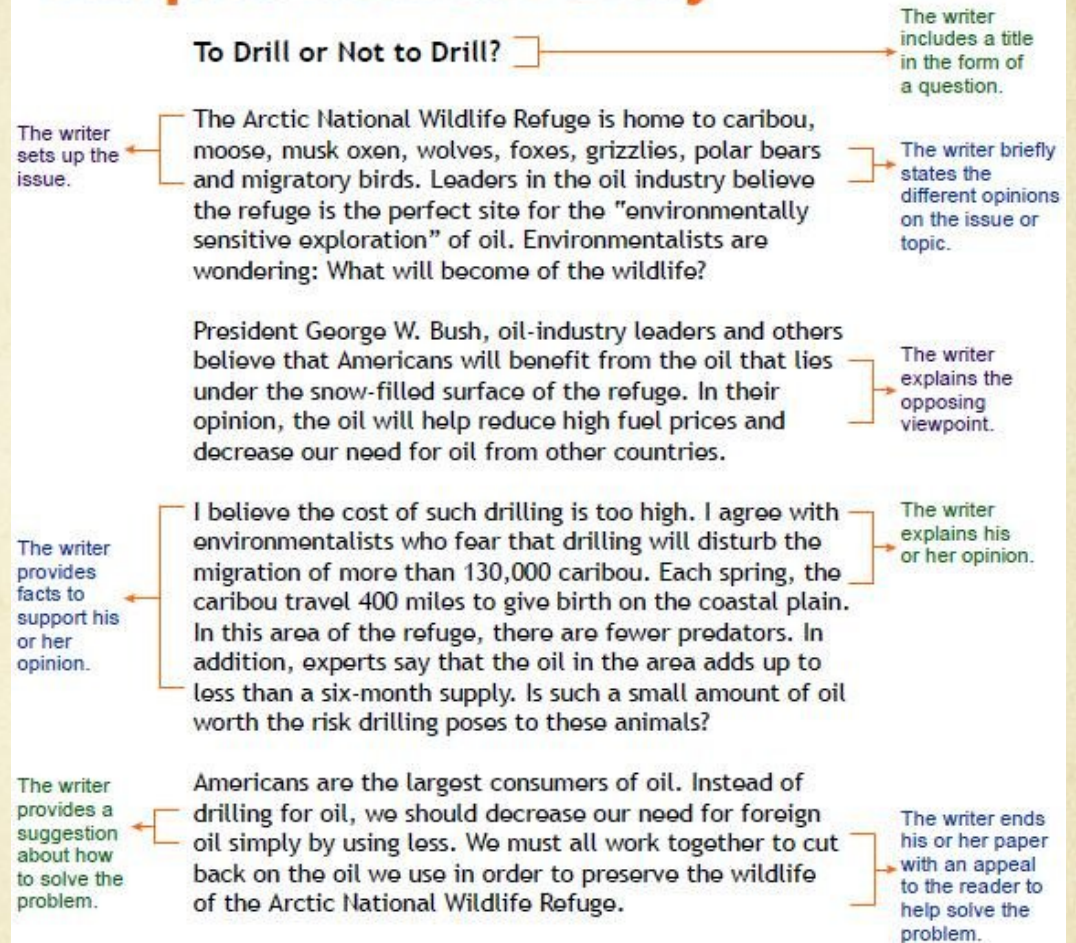 To Drill or Not to Drill?
The writer
includes a title
in the form of
a question.
The writer
sets up the
issue.
The Arctic National Wildlife Refuge is home to caribou,
moose, musk oxen, wolves, foxes, grizzlies, polar bears
and migratory birds. Leaders in the oil industry believe
the refuge is the perfect site for the "environmentally
sensitive exploration" of oil. Environmentalists are
wondering: What will become of the wildlife?
The writer briefly
states the
different opinions
on the issue or
topic.
President George W. Bush, oil-industry leaders and others
believe that Americans will benefit from the oil that lies
under the snow-filled surface of the refuge. In their
opinion, the oil will help reduce high fuel prices and
decrease our need for oil from other countries.
The writer
explains the
opposing
viewpoint.
The writer
provides
facts to
support his
or her
opinion.
I believe the cost of such drilling is too high. I agree with
environmentalists who fear that drilling will disturb the
migration of more than 130,000 caribou. Each spring, the
caribou travel 400 miles to give birth on the coastal plain.
In this area of the refuge, there are fewer predators. In
addition, experts say that the oil in the area adds up to
less than a six-month supply. Is such a small amount of oil
worth the risk drilling poses to these animals?
The writer
explains his
or her opinion.
The writer
provides a
suggestion
about how
to solve the
problem.
Americans are the largest consumers of oil. Instead of
drilling for oil, we should decrease our need for foreign
oil simply by using less. We must all work together to cut
back on the oil we use in order to preserve the wildlife
of the Arctic National Wildlife Refuge.
The writer ends
his or her paper
with an appeal
to the reader to
help solve the
problem.